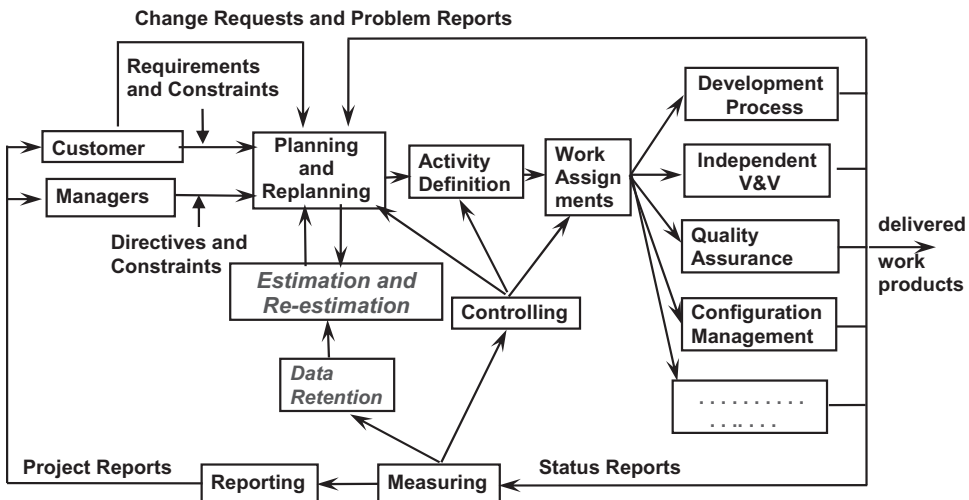 Change Requests and Problem Reports
Requirements
and Constraints
Customer
Managers
Directives and
Constraints
Planning
and
Replanning
Activity
Definition
Work
Assign
ments
Development
Process
Independent
V&V
Quality
Assurance
Configuration
Management
. . . . . . . . . .
. . .. . . .
delivered
work
products
Estimation and
Re-estimation
Controlling
Data
Retention
Project Reports
Reporting
Measuring
Status Reports